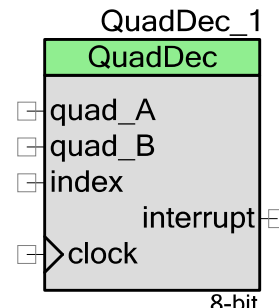 QuadDec_1
QuadDec
quad_A
quad_B
index
interrupt
clock
8-bit